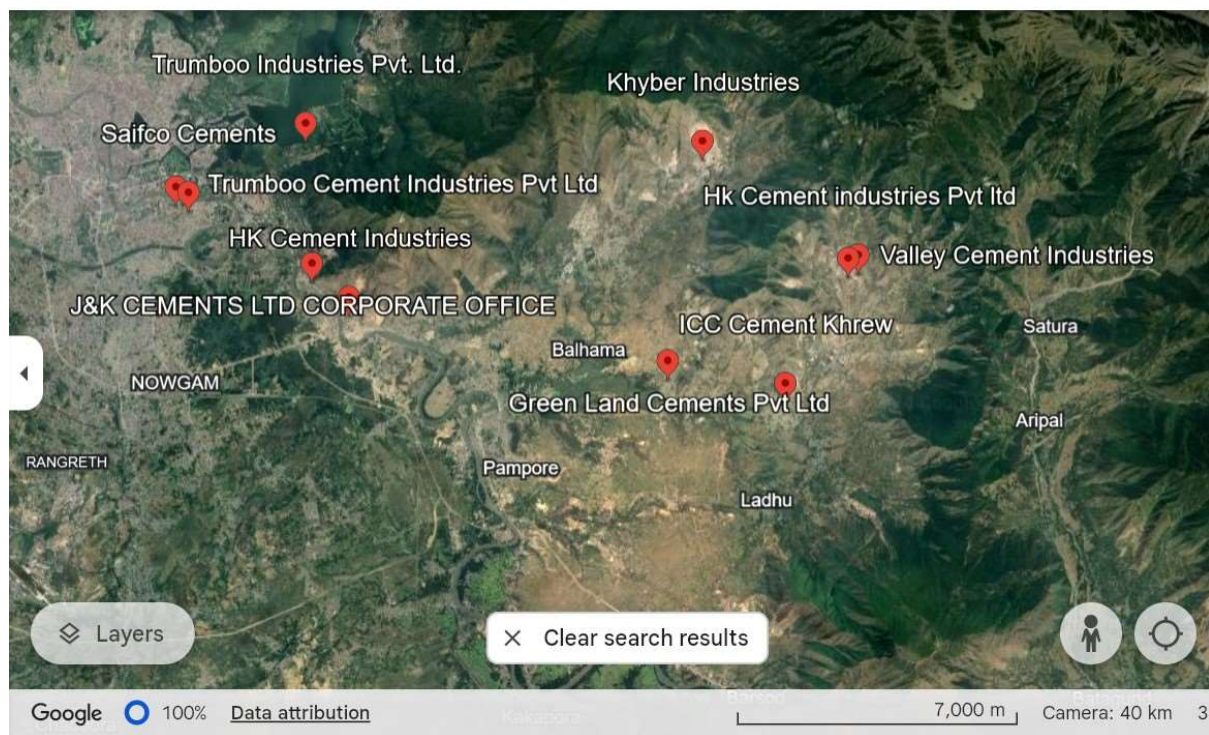 Trumboo Industries Pvt. Ltd.
Khyber Industries
Saifco Cements
Trumboo Cement Industries Pvt Ltd
Hk Cement industries Pvt ltd
HK Cement Industries
Valley Cement Industries
J&K CEMENTS LTD CORPORATE OFFICE
ICC Cement Khrew
Satura
Balhama
NOWGAM
Green Land Cements Pvt Ltd
Aripal
RANGRETH
Pampore
Ladhu
Layers
Clear search results
Kakapora
Google 100% Data attribution 7,000 m Camera: 40 km 3